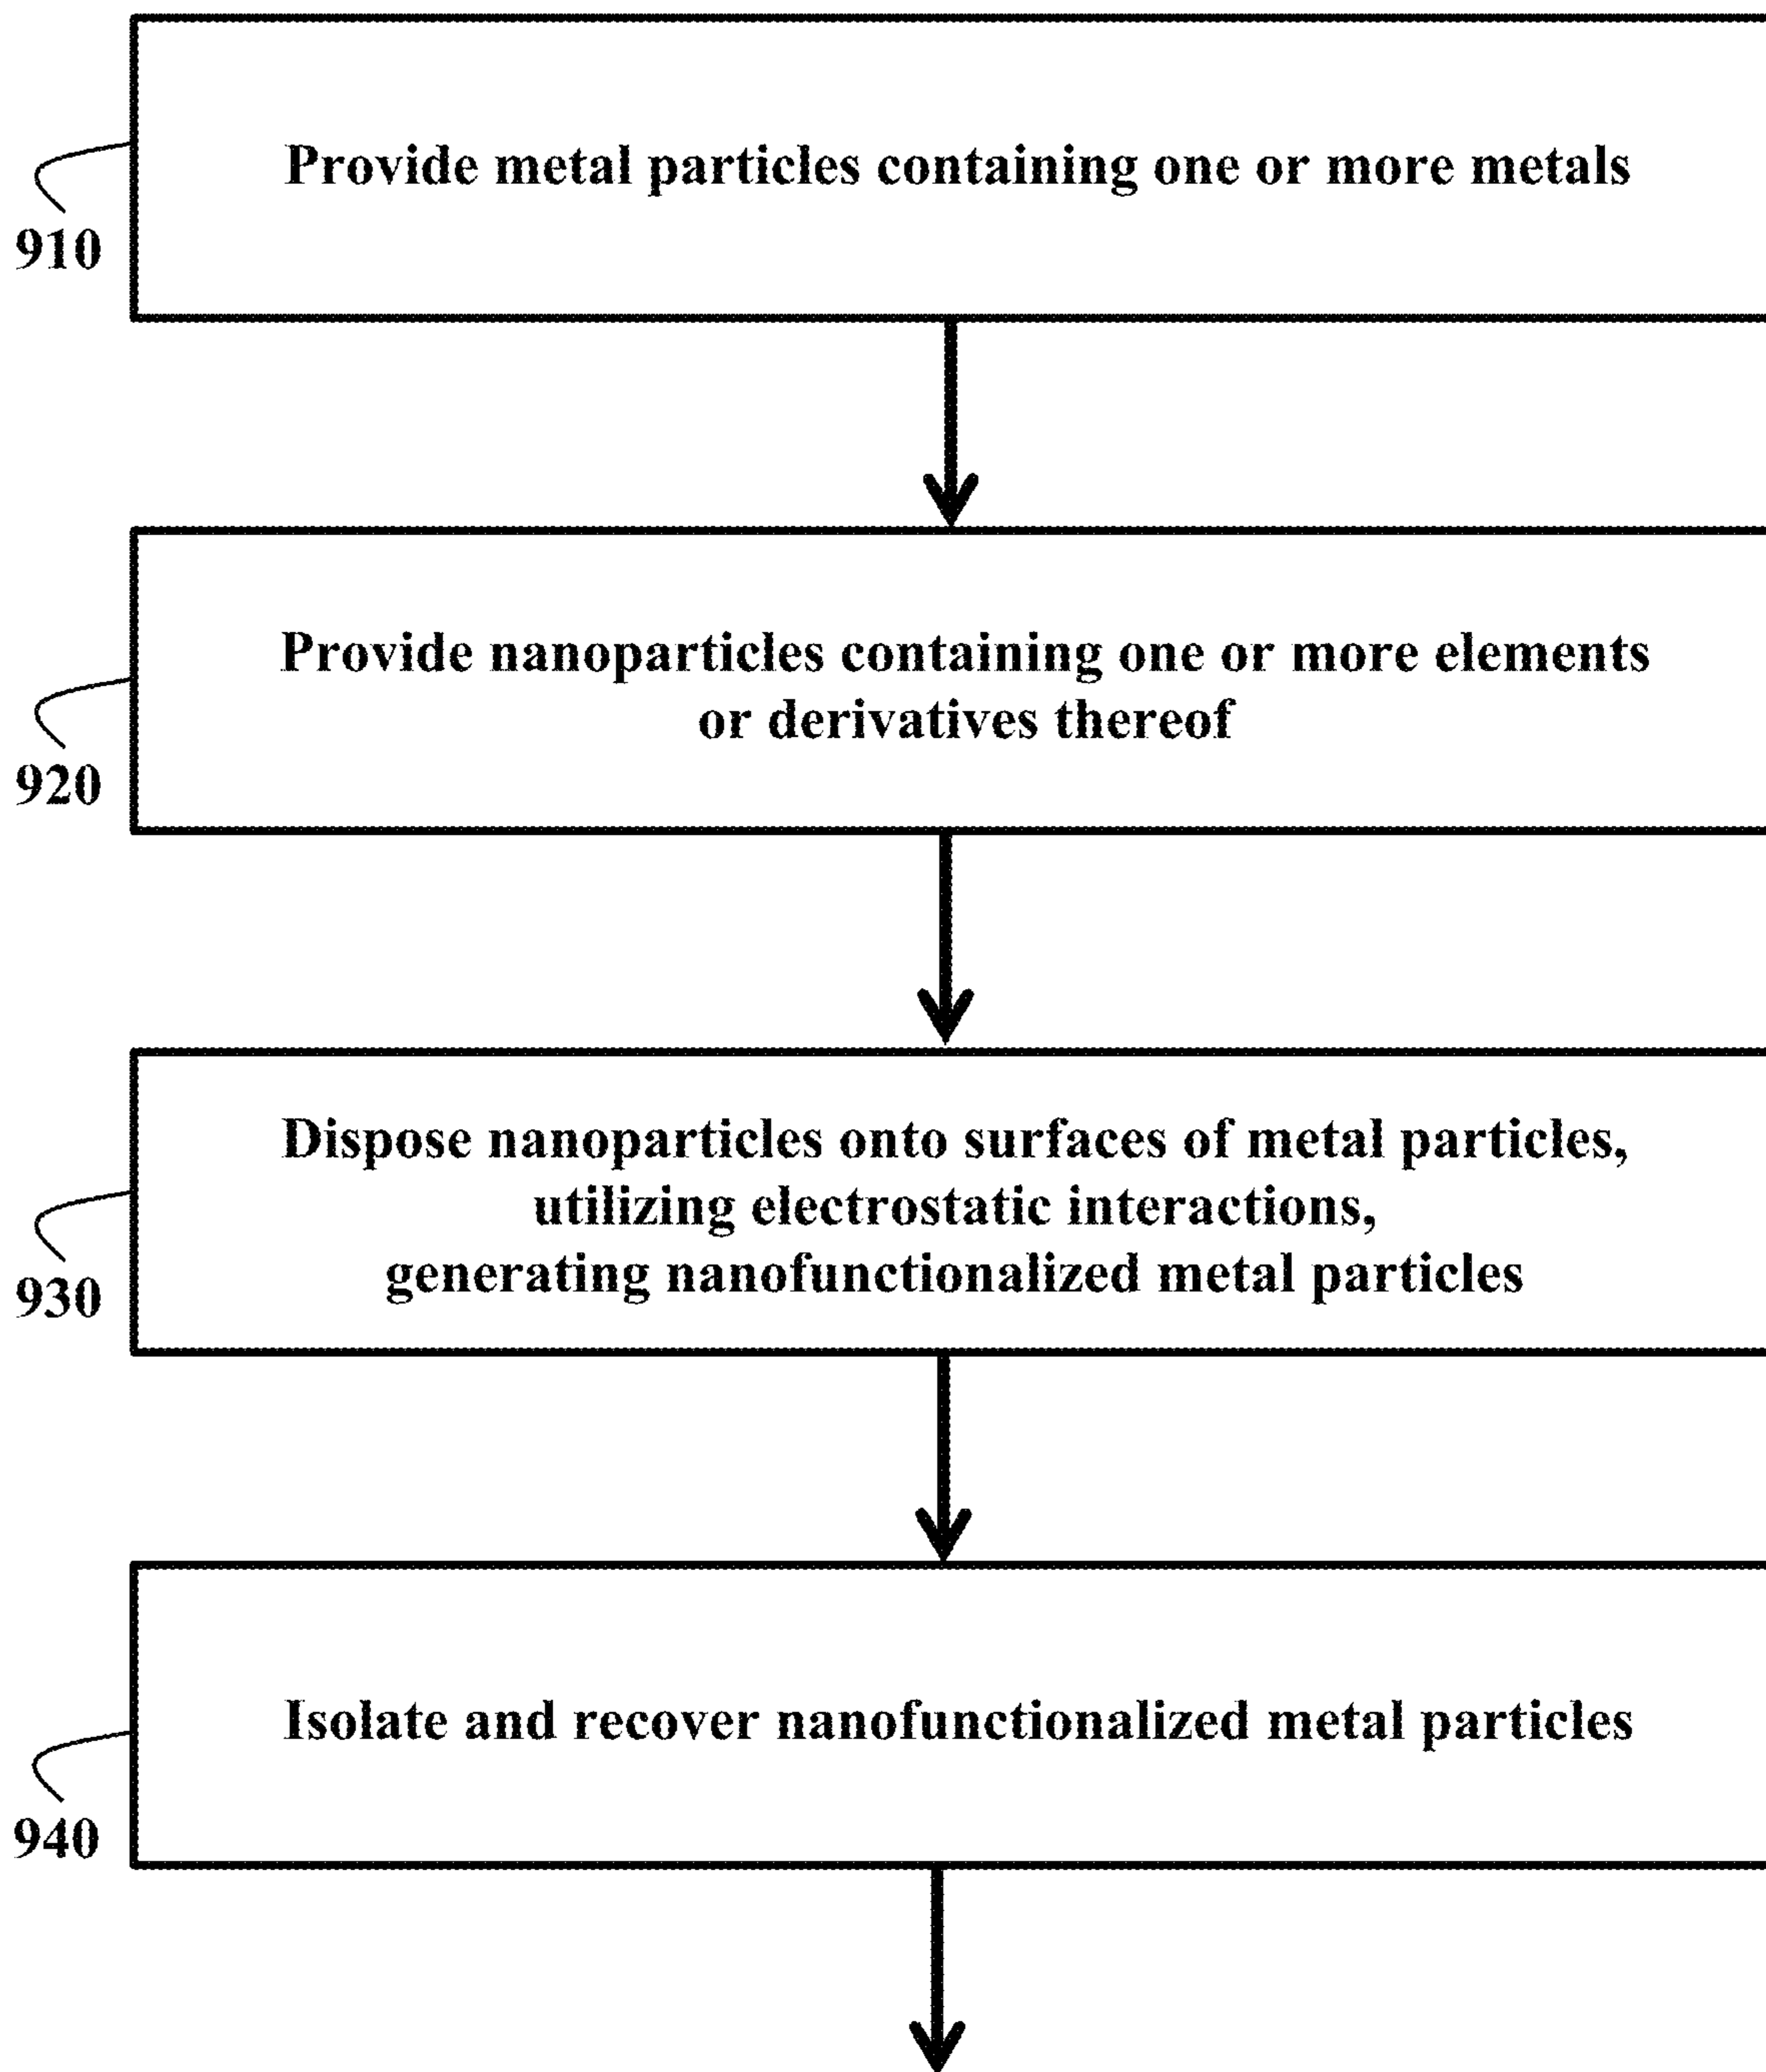 Provide metal particles containing one or more metals
910
Provide nanoparticles containing one or more elements
or derivatives thereof
920
Dispose nanoparticles onto surfaces of metal particles,
utilizing electrostatic interactions,
generating nanofunctionalized metal particles
930
Isolate and recover nanofunctionalized metal particles
940